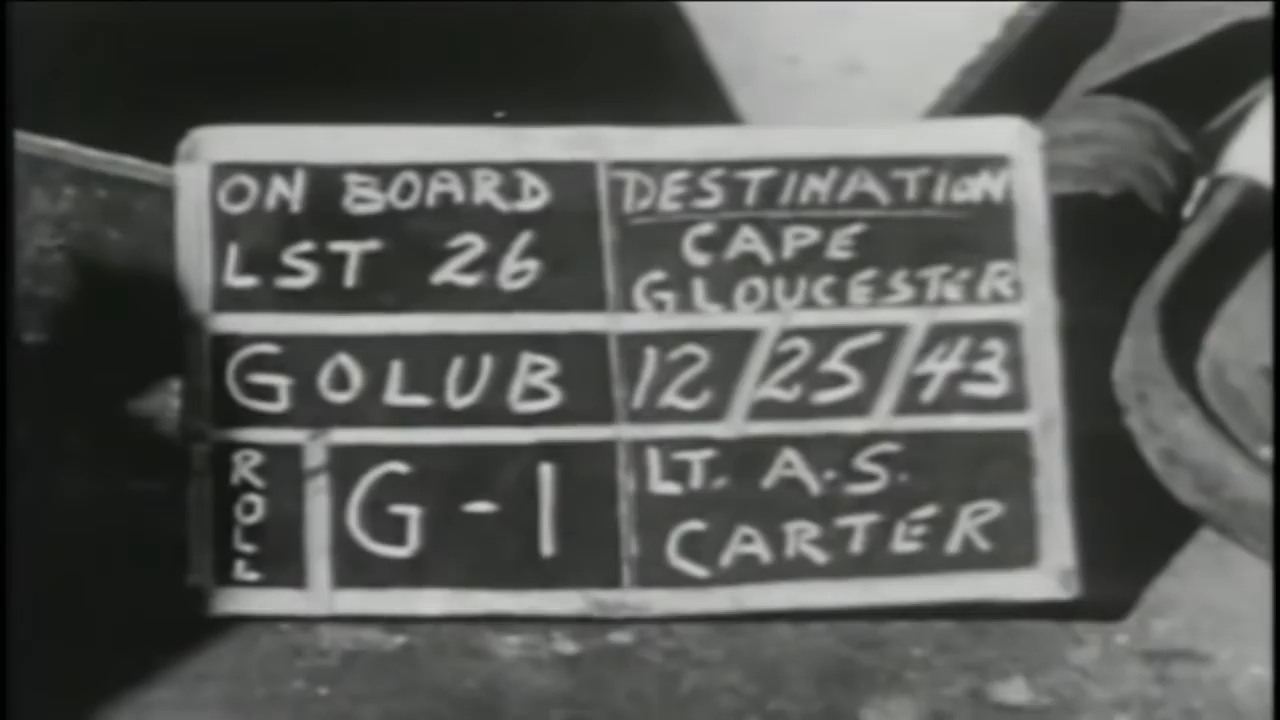 ON BOARD
LST 26
DESTINATION
CAPE
GLOUCESTER
GOLUB
12/25/43
ROLL
G-1
LT. A.S.
CARTER